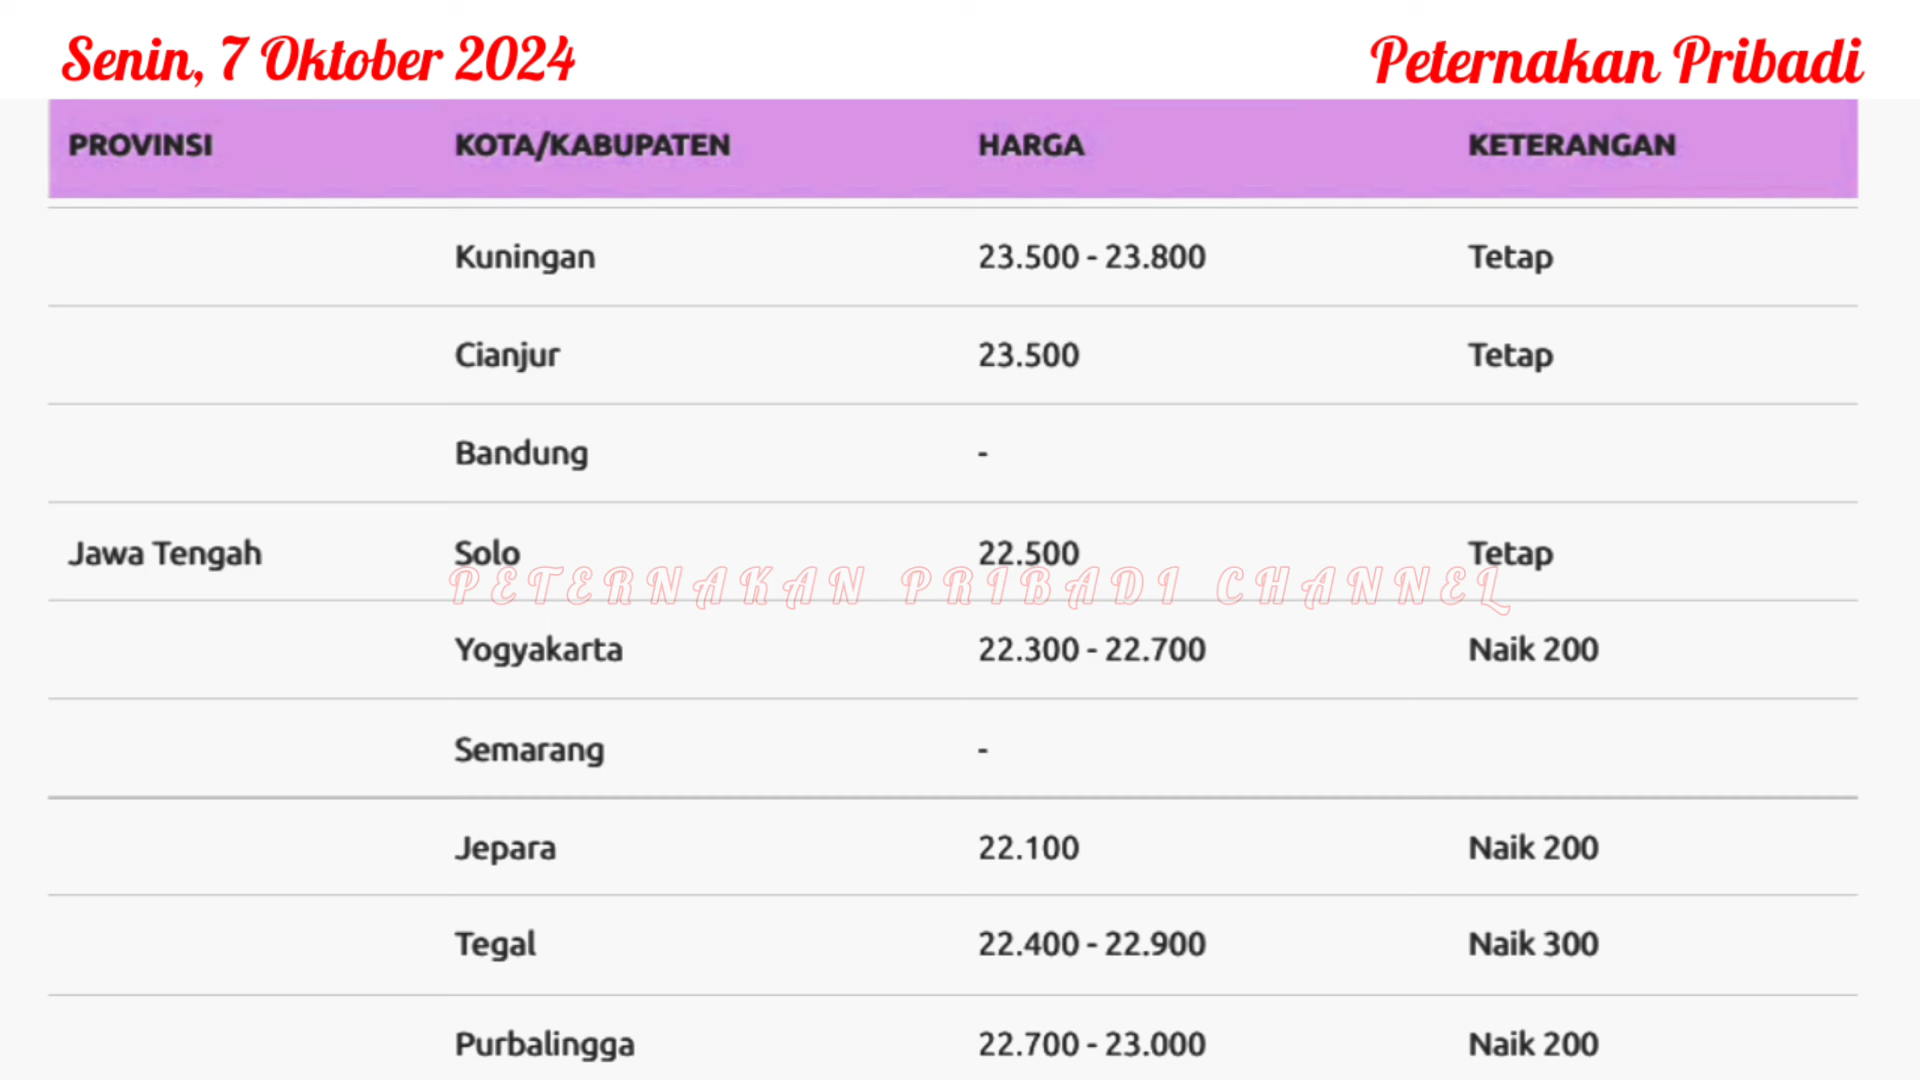 Senin, 7 Oktober 2024 Peternakan Pribadi
PROVINSI KOTA/KABUPATEN HARGA KETERANGAN
Kuningan 23.500 - 23.800 Tetap
Cianjur 23.500 Tetap
Bandung -
Jawa Tengah Solo 22.500 Tetap
PETERNAKAN PRIBADI CHANNEL
Yogyakarta 22.300 - 22.700 Naik 200
Semarang -
Jepara 22.100 Naik 200
Tegal 22.400 - 22.900 Naik 300
Purbalingga 22.700 - 23.000 Naik 200